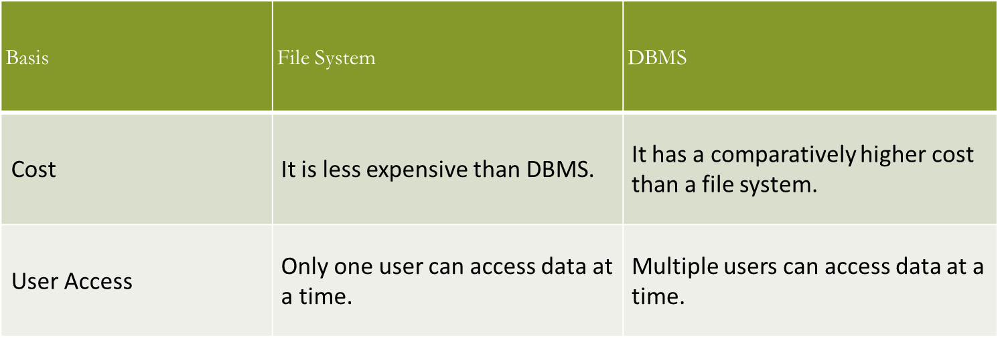 Basis
File System
DBMS
Cost
It is less expensive than DBMS.
It has a comparatively higher cost
than a file system.
User Access
Only one user can access data at
a time.
Multiple users can access data at a
time.